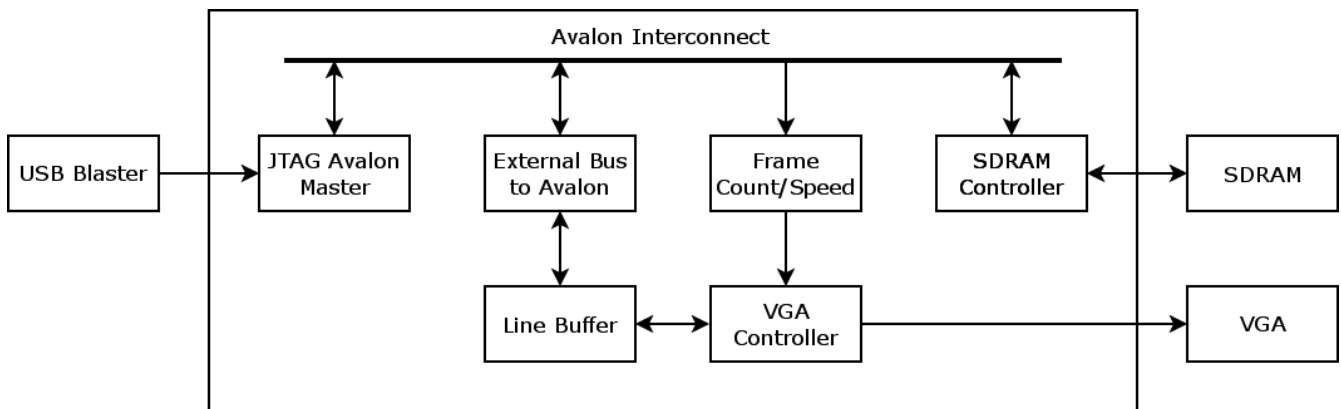 Avalon Interconnect
USB Blaster
JTAG Avalon
Master
External Bus
to Avalon
Frame
Count/Speed
SDRAM
Controller
SDRAM
Line Buffer
VGA
Controller
VGA